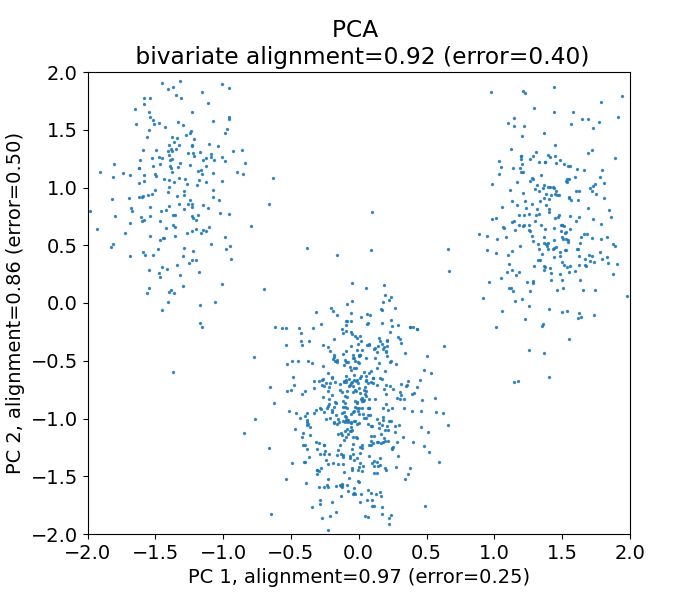 PCA
bivariate alignment=0.92 (error=0.40)
2.0
1.5
1.0
0.5
0.0
−0.5
−1.0
−1.5
−2.0
PC 2, alignment=0.86 (error=0.50)
−2.0 −1.5 −1.0 −0.5 0.0 0.5 1.0 1.5 2.0
PC 1, alignment=0.97 (error=0.25)